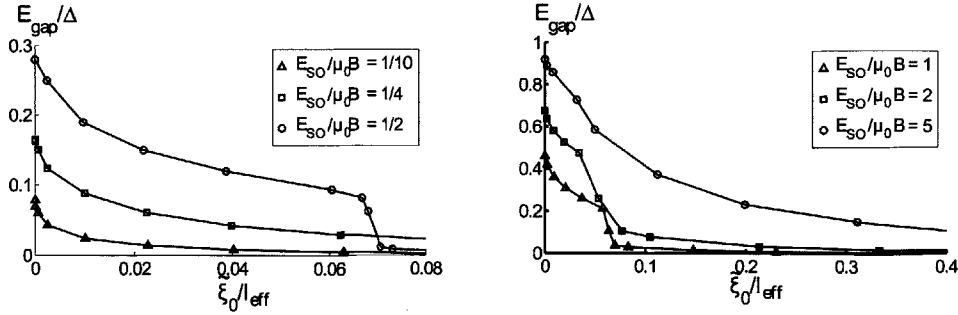 E_gap/Δ
0.3
0.2
0.1
0
0 0.02 0.04 0.06 0.08
ξ̃_0/l_eff
E_SO/μ_0B = 1/10
E_SO/μ_0B = 1/4
E_SO/μ_0B = 1/2
E_gap/Δ
1
0.8
0.6
0.4
0.2
0
0 0.1 0.2 0.3 0.4
ξ̃_0/l_eff
E_SO/μ_0B = 1
E_SO/μ_0B = 2
E_SO/μ_0B = 5